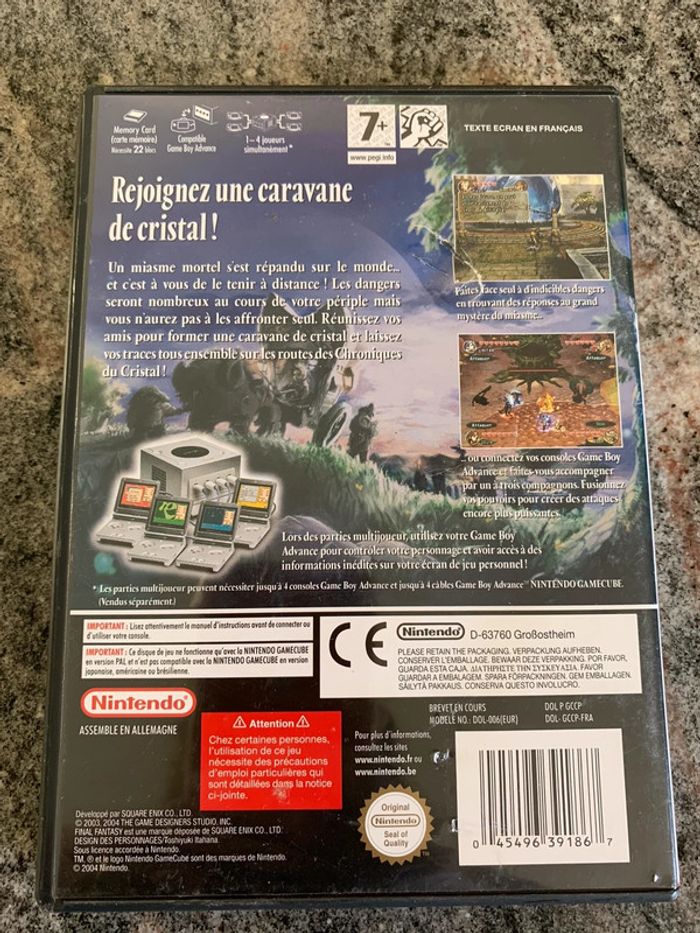 Memory Card
(carte mémoire)
Nécessite 22 blocs
Compatible
Game Boy Advance
1-4 joueurs
simultanément*
7+
www.pegi.info
TEXTE ECRAN EN FRANÇAIS
Rejoignez une caravane
de cristal !
Un miasme mortel s'est répandu sur le monde...
et c'est à vous de le tenir à distance ! Les dangers
seront nombreux au cours de votre périple mais
vous n'aurez pas à les affronter seul. Réunissez vos
amis pour former une caravane de cristal et laissez
vos traces tous ensemble sur les routes des Chroniques
du Cristal !
Faites face seul à d'indicibles dangers
en trouvant des réponses au grand
mystère du miasme...
Attaquer
Attaquer
Attaquer
...ou connectez vos consoles Game Boy
Advance et faites-vous accompagner
par un à trois compagnons. Fusionnez
vos pouvoirs pour créer des attaques
encore plus puissantes.
Lors des parties multijoueur, utilisez votre Game Boy
Advance pour contrôler votre personnage et avoir accès à des
informations inédites sur votre écran de jeu personnel !
* Les parties multijoueur peuvent nécessiter jusqu'à 4 consoles Game Boy Advance et jusqu'à 4 câbles Game Boy Advance™ NINTENDO GAMECUBE
(Vendus séparément)
IMPORTANT : Lisez attentivement le manuel d'instructions avant de connecter ou
d'utiliser votre console.
IMPORTANT : Ce disque de jeu ne fonctionne qu'avec la NINTENDO GAMECUBE
en version PAL et n'est pas compatible avec la NINTENDO GAMECUBE en version
japonaise, américaine ou brésilienne.
CE
Nintendo D-63760 Großostheim
PLEASE RETAIN THE PACKAGING. VERPACKUNG AUFHEBEN.
CONSERVER L'EMBALLAGE. BEWAAR DEZE VERPAKKING. POR FAVOR,
GUARDA ESTA CAJA. ΔΙΑΤΗΡΗΣΤΕ ΤΗΝ ΣΥΣΚΕΥΑΣΙΑ. FAVOR
GUARDAR A EMBALAGEM. SPARA FÖRPACKNINGEN. GEM EMBALLAGEN.
SÄILYTÄ PAKKAUS. CONSERVA QUESTO INVOLUCRO.
Nintendo
ASSEMBLE EN ALLEMAGNE
Attention
Chez certaines personnes,
l'utilisation de ce jeu
nécessite des précautions
d'emploi particulières qui
sont détaillées dans la notice
ci-jointe.
Pour plus d'informations,
consultez les sites
www.nintendo.fr ou
www.nintendo.be
BREVET EN COURS
MODÈLE NO.: DOL-006(EUR)
DOL P GCCP
DOL- GCCP-FRA
Original
Nintendo
Seal of
Quality
0 45496 39186 7
Développé par SQUARE ENIX CO., LTD.
© 2003, 2004 THE GAME DESIGNERS STUDIO, INC.
FINAL FANTASY est une marque déposée de SQUARE ENIX CO., LTD.
DESIGN DES PERSONNAGES/Toshiyuki Itahana.
Sous licence accordée à Nintendo.
TM, ® et le logo Nintendo GameCube sont des marques de Nintendo.
© 2004 Nintendo.